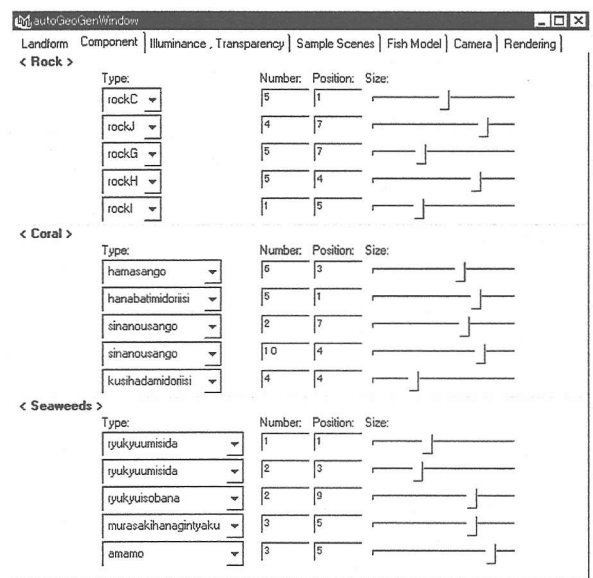 autoGeoGenWindow
Landform Component Illuminance , Transparency Sample Scenes Fish Model Camera Rendering
< Rock >
Type: Number: Position: Size:
rockC 5 1
rockJ 4 7
rockG 5 7
rockH 5 4
rockI 1 5
< Coral >
Type: Number: Position: Size:
hamasango 6 3
hanabatimidoriisi 5 1
sinanousango 2 7
sinanousango 10 4
kusihadamidoriisi 4 4
< Seaweeds >
Type: Number: Position: Size:
ryukyuumisida 1 1
ryukyuumisida 2 3
ryukyuisobana 2 9
murasakihanagintyaku 3 5
amamo 3 5